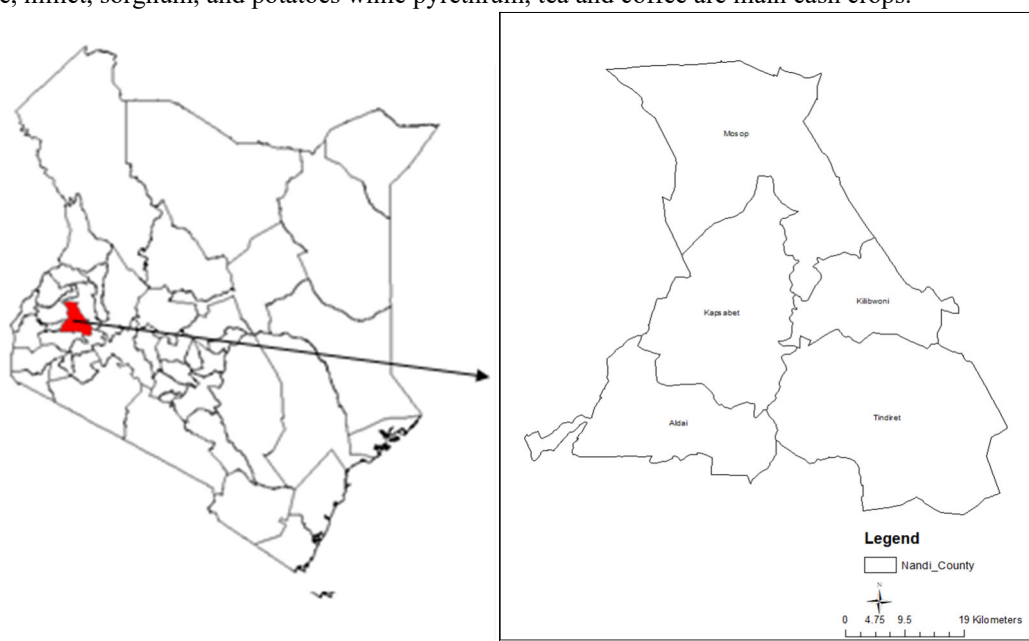 millet, sorghum, and potatoes while pyrethrum, tea and coffee are main cash crops.
Mosop
Kapsabet
Kilibwoni
Aldai
Tindiret
Legend
Nandi_County
N
0 4.75 9.5 19 Kilometers